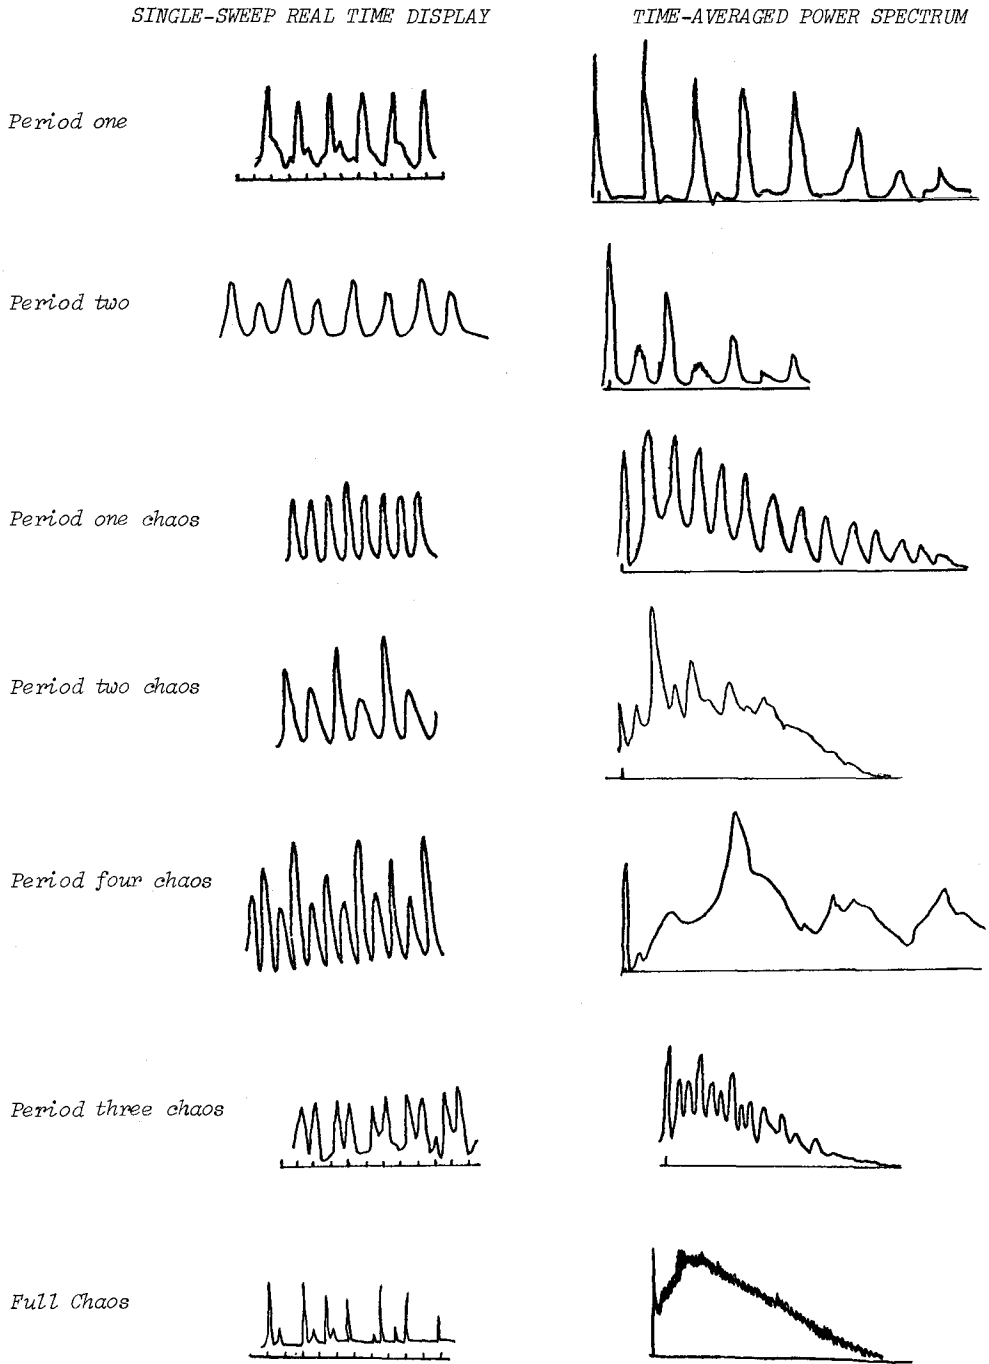 SINGLE-SWEEP REAL TIME DISPLAY TIME-AVERAGED POWER SPECTRUM
Period one
Period two
Period one chaos
Period two chaos
Period four chaos
Period three chaos
Full Chaos